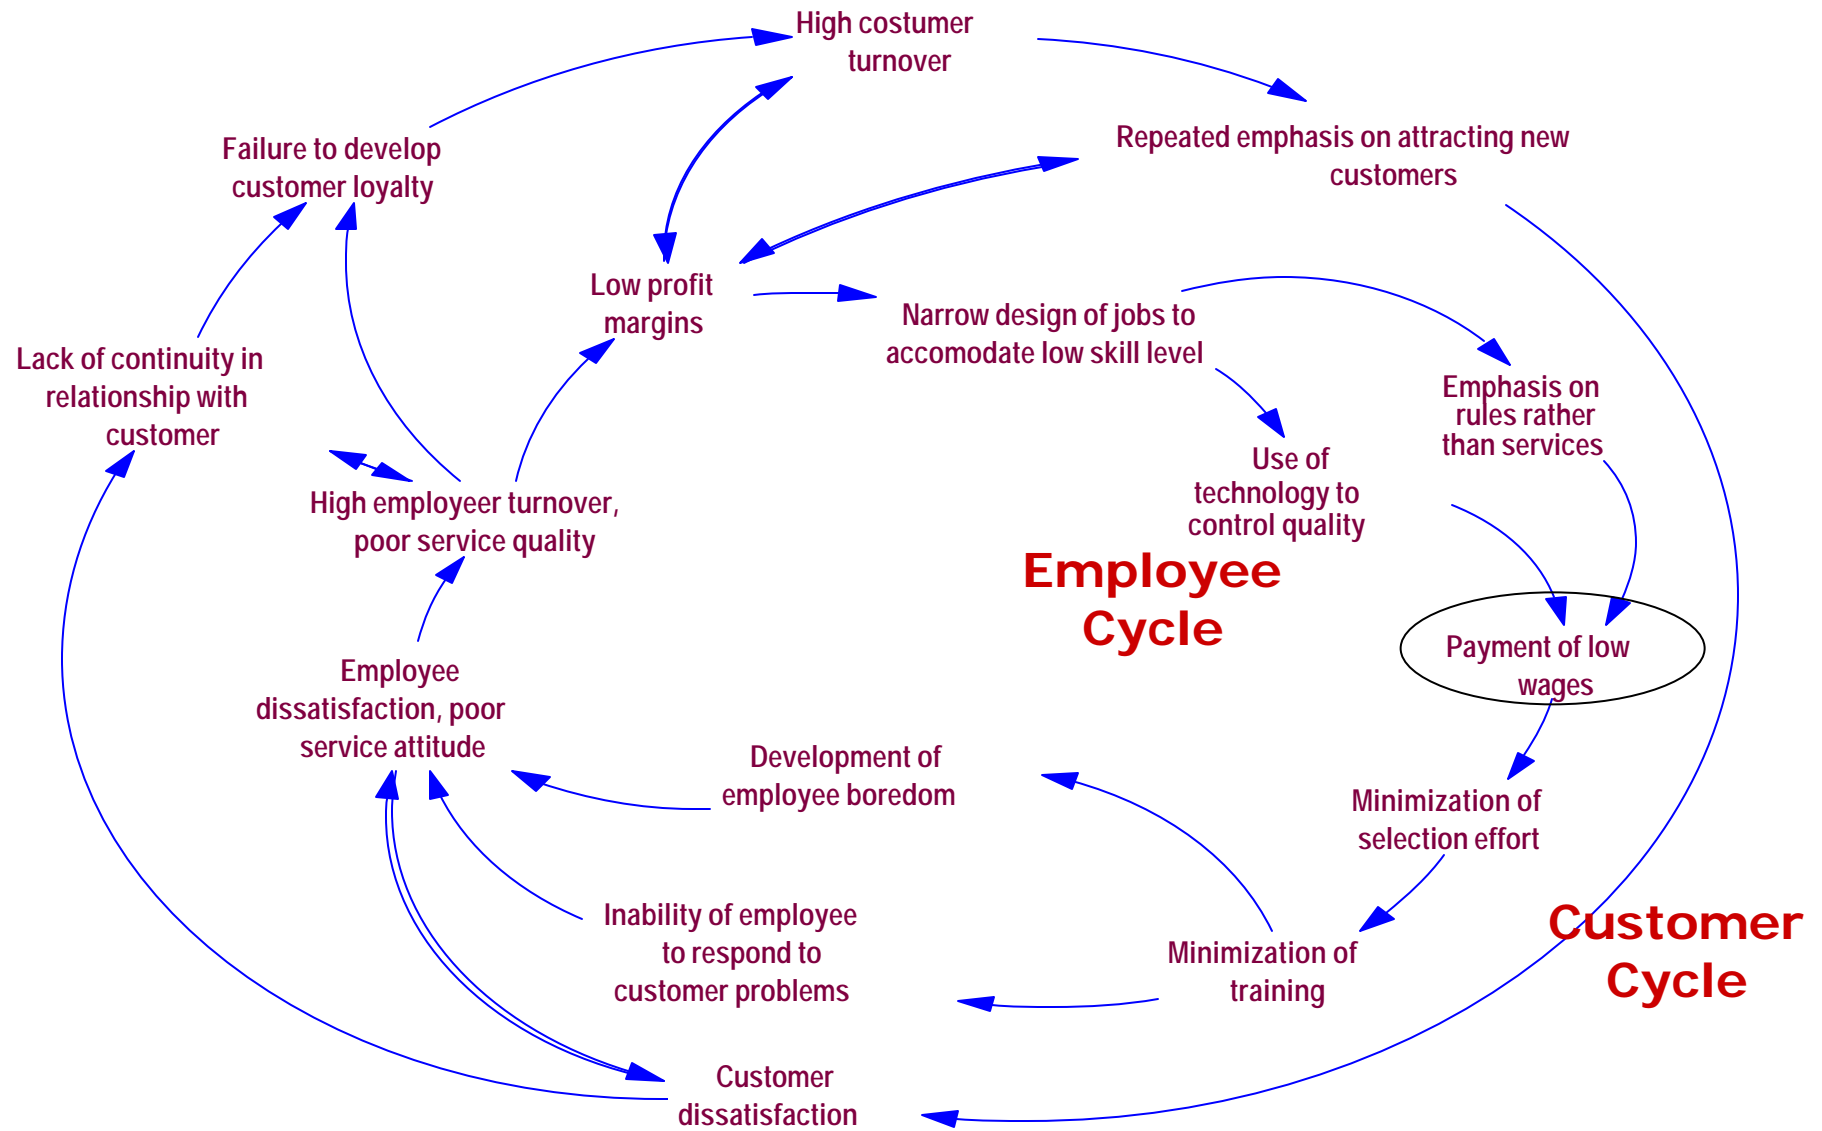 High costumer
turnover
Repeated emphasis on attracting new
customers
Failure to develop
customer loyalty
Low profit
margins
Narrow design of jobs to
accomodate low skill level
Lack of continuity in
relationship with
customer
Emphasis on
rules rather
than services
Use of
technology to
control quality
High employeer turnover,
poor service quality
Employee
Cycle
Payment of low
wages
Employee
dissatisfaction, poor
service attitude
Development of
employee boredom
Minimization of
selection effort
Inability of employee
to respond to
customer problems
Minimization of
training
Customer
Cycle
Customer
dissatisfaction